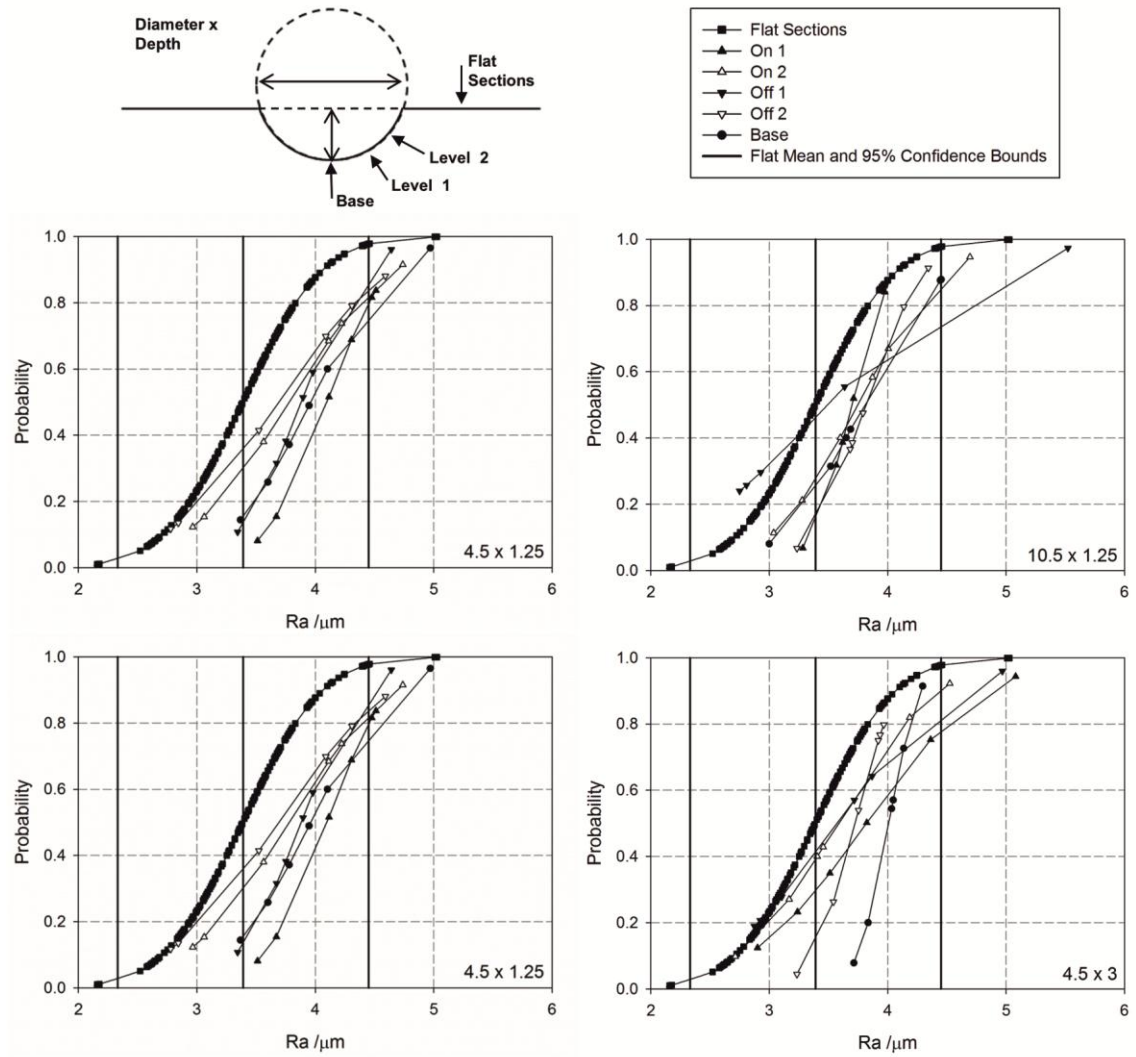 Diameter x
Depth
Flat
Sections
Level 2
Level 1
Base
Flat Sections
On 1
On 2
Off 1
Off 2
Base
Flat Mean and 95% Confidence Bounds
1.0
0.8
0.6
0.4
0.2
0.0
Probability
2 3 4 5 6
Ra /μm
4.5 x 1.25
1.0
0.8
0.6
0.4
0.2
0.0
Probability
2 3 4 5 6
Ra /μm
10.5 x 1.25
1.0
0.8
0.6
0.4
0.2
0.0
Probability
2 3 4 5 6
Ra /μm
4.5 x 1.25
1.0
0.8
0.6
0.4
0.2
0.0
Probability
2 3 4 5 6
Ra /μm
4.5 x 3